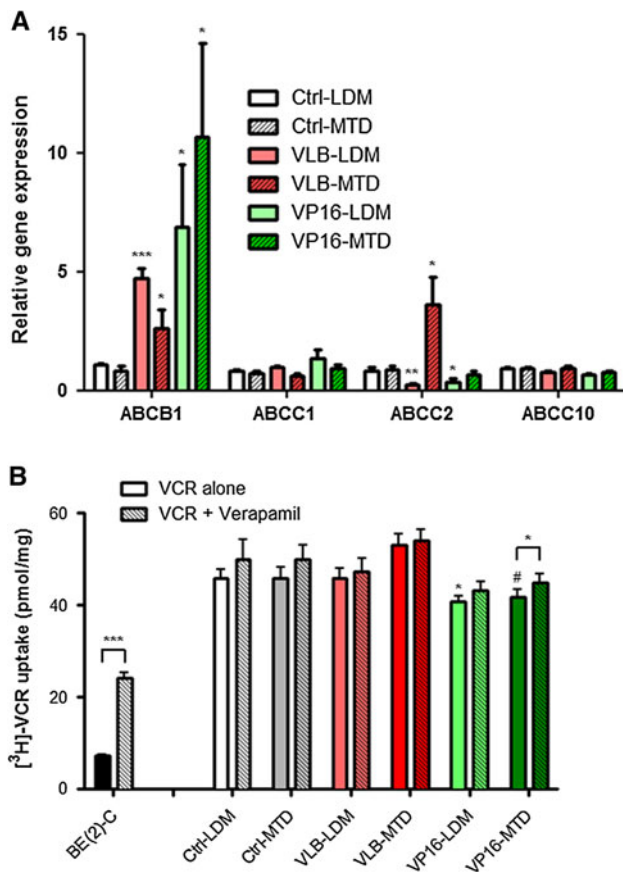 A
Relative gene expression
15
10
5
0
Ctrl-LDM
Ctrl-MTD
VLB-LDM
VLB-MTD
VP16-LDM
VP16-MTD
***
*
*
*
**
*
*
ABCB1 ABCC1 ABCC2 ABCC10
B
VCR alone
VCR + Verapamil
[³H]-VCR uptake (pmol/mg)
60
40
20
0
***
*
#
*
BE(2)-C Ctrl-LDM Ctrl-MTD VLB-LDM VLB-MTD VP16-LDM VP16-MTD